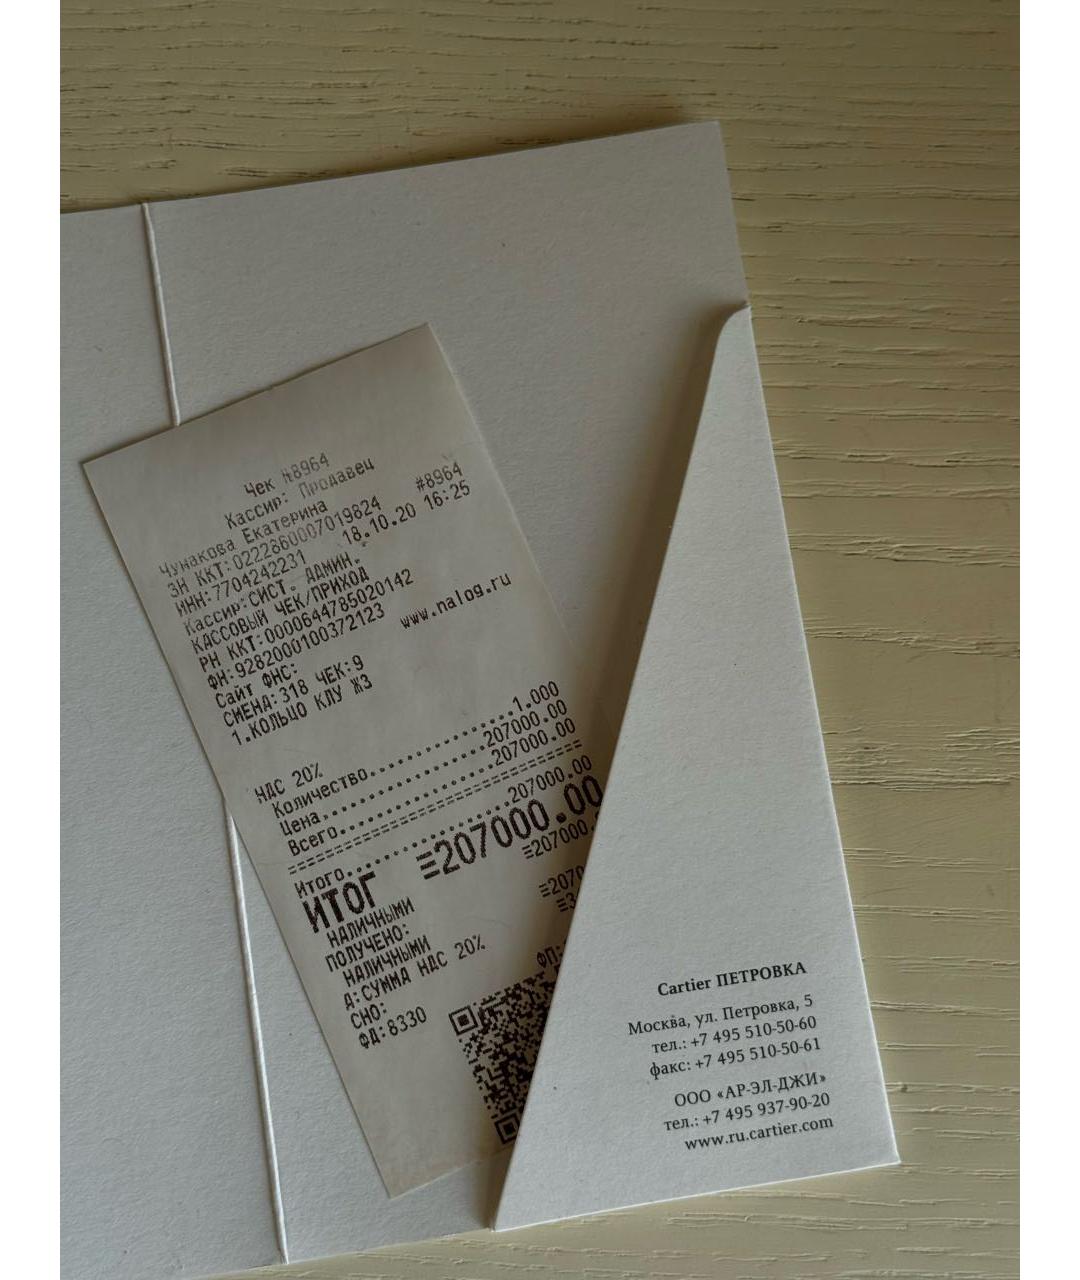 Чек №8964
Кассир: Продавец
Чумакова Екатерина #8964
ЗН ККТ:0222860007019824
ИНН:7704242231 18.10.20 16:25
Кассир:СИСТ. АДМИН.
КАССОВЫЙ ЧЕК/ПРИХОД
РН ККТ:0000644785020142
ФН:9282000100372123
Сайт ФНС: www.nalog.ru
СМЕНА:318 ЧЕК:9
1.КОЛЬЦО КЛУ ЖЗ
НДС 20%
Количество 1.000
Цена 207000.00
Всего 207000.00
Итого 207000.00
ИТОГ ≡207000.00
НАЛИЧНЫМИ ≡207000.
ПОЛУЧЕНО:
НАЛИЧНЫМИ ≡2070
А:СУММА НДС 20% ≡3
СНО:
ФД:8330 ФП:
Cartier ПЕТРОВКА
Москва, ул. Петровка, 5
тел.: +7 495 510-50-60
факс: +7 495 510-50-61
ООО «АР-ЭЛ-ДЖИ»
тел.: +7 495 937-90-20
www.ru.cartier.com